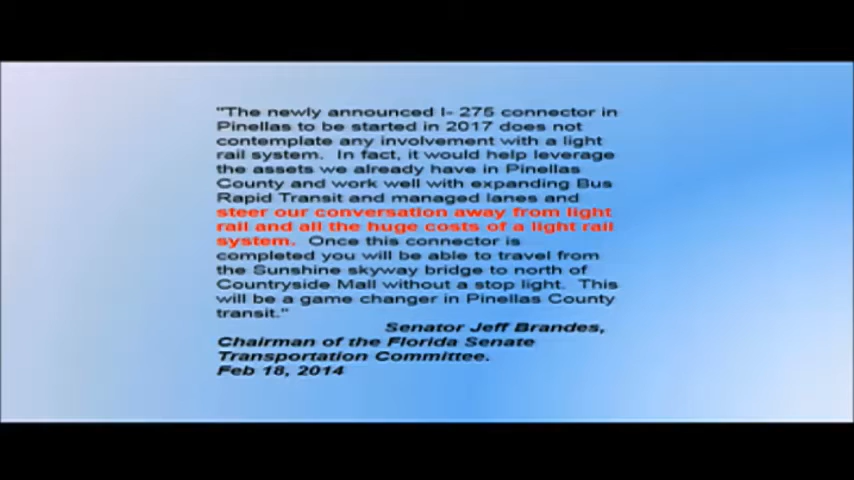 "The newly announced I- 275 connector in
Pinellas to be started in 2017 does not
contemplate any involvement with a light
rail system.  In fact, it would help leverage
the assets we already have in Pinellas
County and work well with expanding Bus
Rapid Transit and managed lanes and
steer our conversation away from light
rail and all the huge costs of a light rail
system.  Once this connector is
completed you will be able to travel from
the Sunshine skyway bridge to north of
Countryside Mall without a stop light.  This
will be a game changer in Pinellas County
transit."
Senator Jeff Brandes,
Chairman of the Florida Senate
Transportation Committee.
Feb 18, 2014